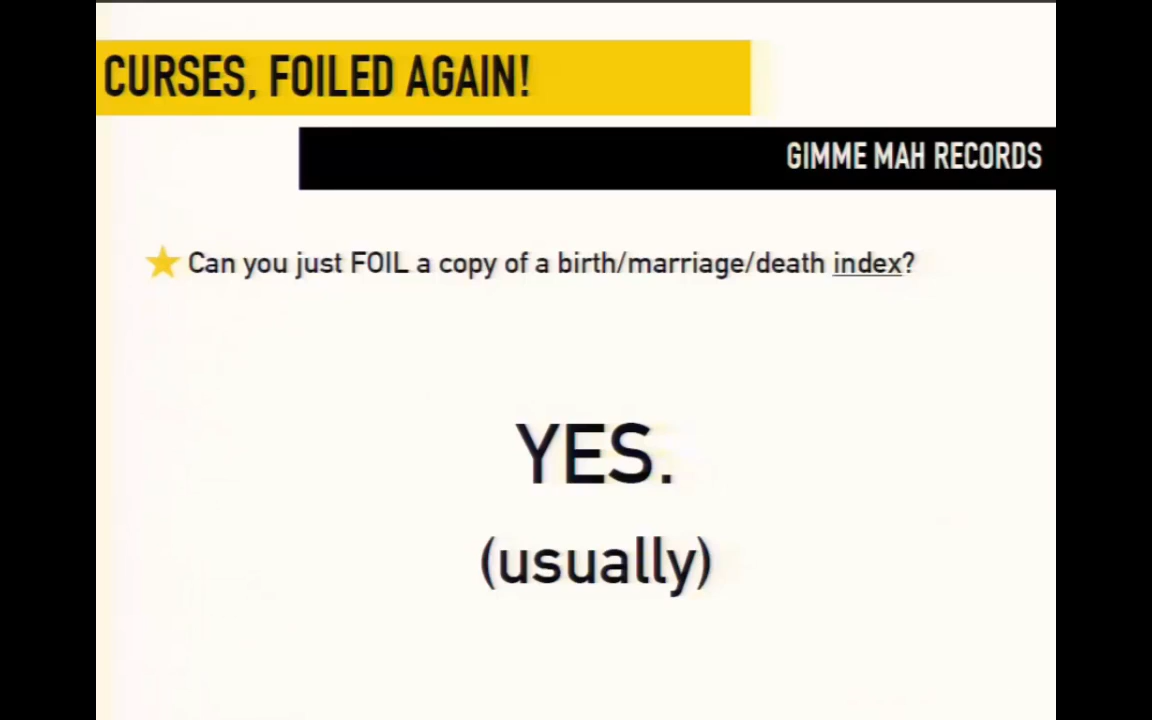 CURSES, FOILED AGAIN!
GIMME MAH RECORDS
Can you just FOIL a copy of a birth/marriage/death index?
YES.
(usually)